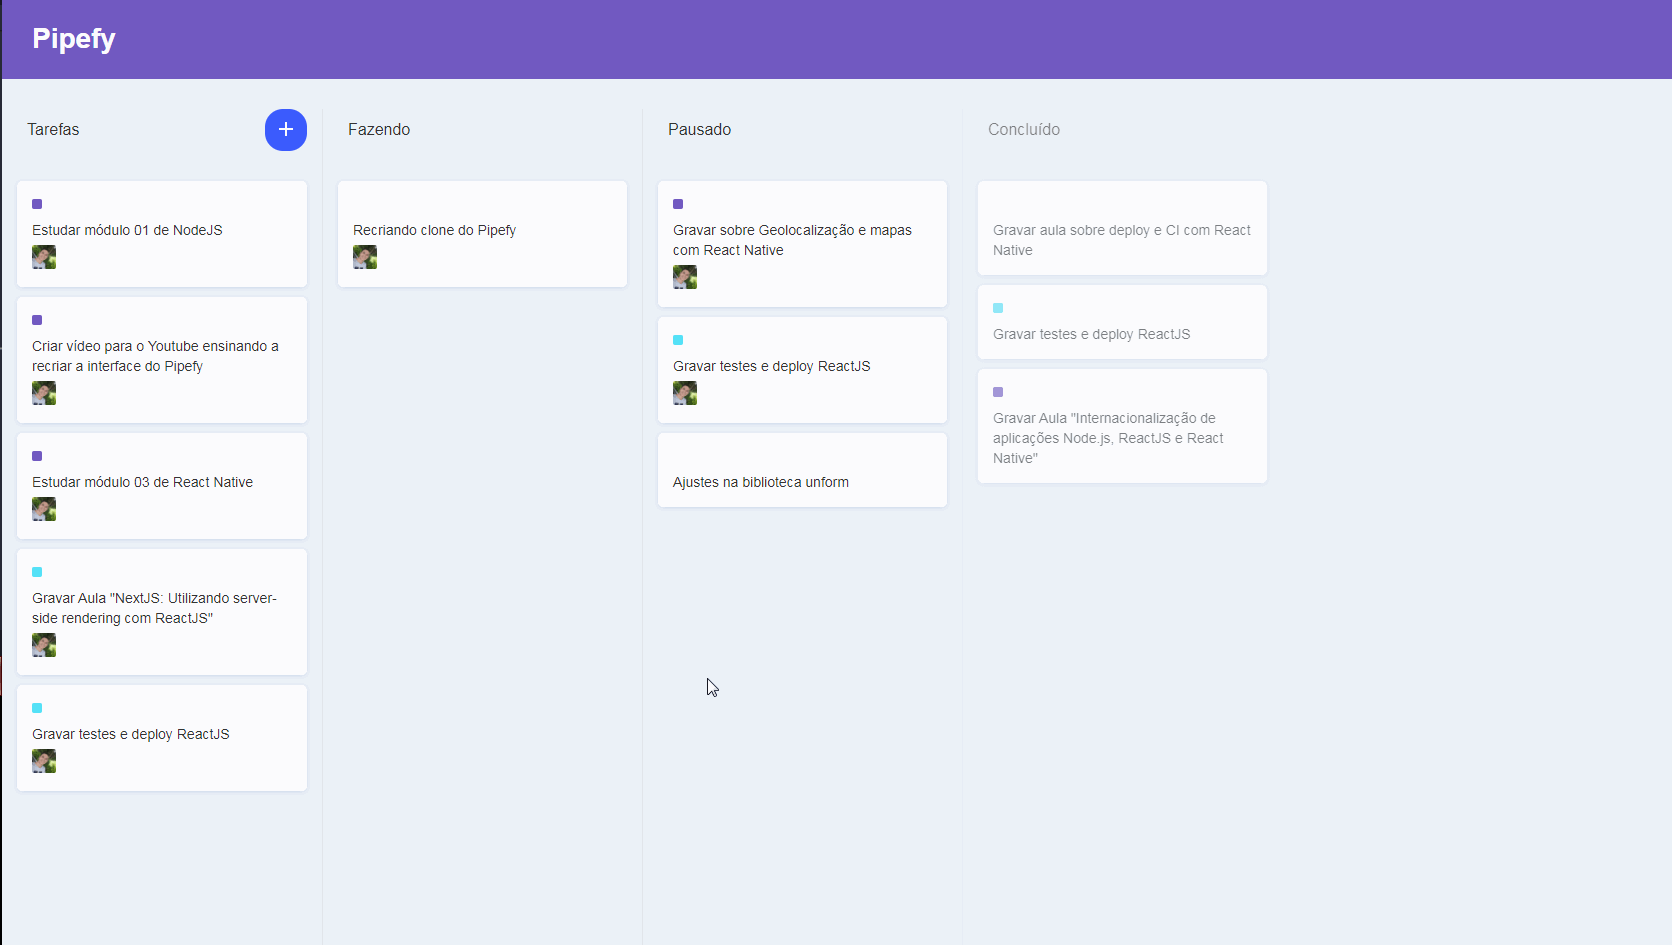 Pipefy
Tarefas
Estudar módulo 01 de NodeJS
Criar vídeo para o Youtube ensinando a
recriar a interface do Pipefy
Estudar módulo 03 de React Native
Gravar Aula "NextJS: Utilizando server-
side rendering com ReactJS"
Gravar testes e deploy ReactJS
Fazendo
Recriando clone do Pipefy
Pausado
Gravar sobre Geolocalização e mapas
com React Native
Gravar testes e deploy ReactJS
Ajustes na biblioteca unform
Concluído
Gravar aula sobre deploy e CI com React
Native
Gravar testes e deploy ReactJS
Gravar Aula "Internacionalização de
aplicações Node.js, ReactJS e React
Native"